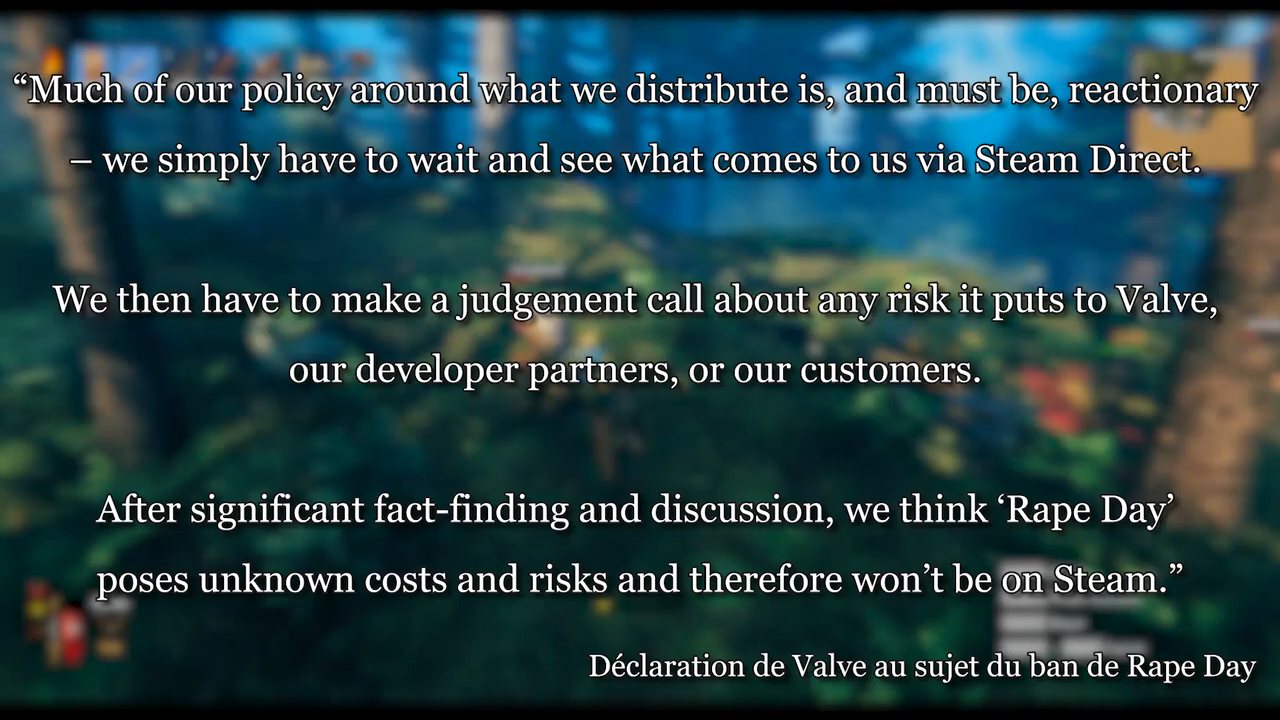 “Much of our policy around what we distribute is, and must be, reactionary
– we simply have to wait and see what comes to us via Steam Direct.
We then have to make a judgement call about any risk it puts to Valve,
our developer partners, or our customers.
After significant fact-finding and discussion, we think ‘Rape Day’
poses unknown costs and risks and therefore won’t be on Steam.”
Déclaration de Valve au sujet du ban de Rape Day